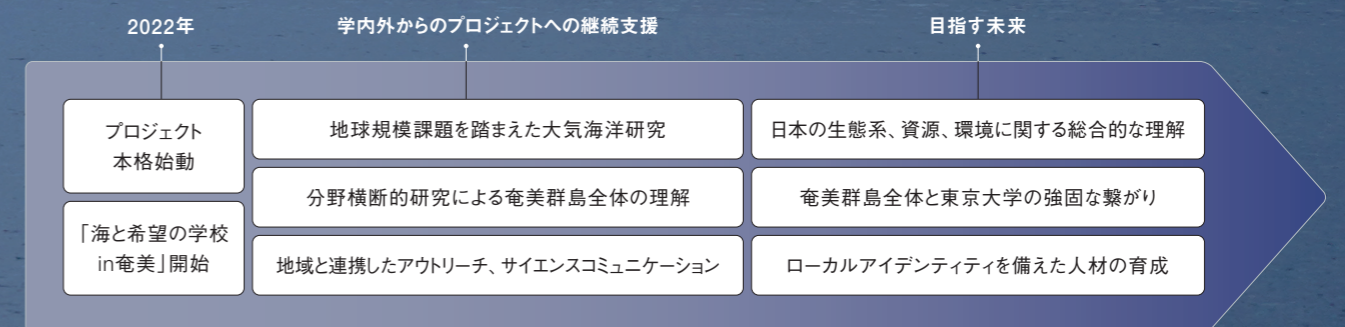 2022年
学内外からのプロジェクトへの継続支援
目指す未来
プロジェクト
本格始動
「海と希望の学校
in奄美」開始
地球規模課題を踏まえた大気海洋研究
分野横断的研究による奄美群島全体の理解
地域と連携したアウトリーチ、サイエンスコミュニケーション
日本の生態系、資源、環境に関する総合的な理解
奄美群島全体と東京大学の強固な繋がり
ローカルアイデンティティを備えた人材の育成